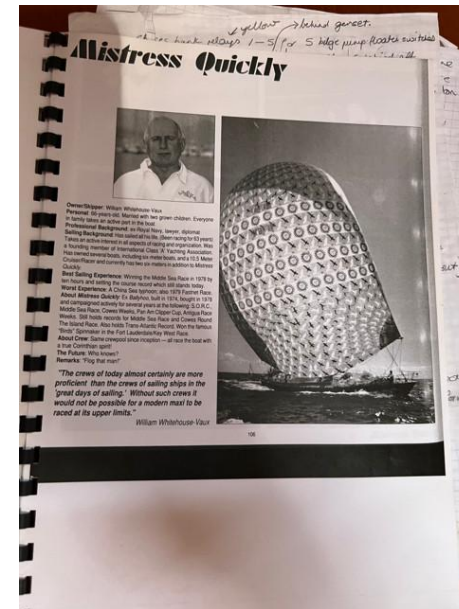 yellow → behind genset.
relays 1-5/ for 5 bilge pump floater switches
Mistress Quickly
Owner/Skipper: William Whitehouse-Vaux
Personal: 66-years-old. Married with two grown children. Everyone
in family takes an active part in the boat.
Professional Background: ex-Royal Navy, lawyer, diplomat
Sailing Background: Has sailed all his life. (Been racing for 63 years)
Takes an active interest in all aspects of racing and organization. Was
a founding member of International Class 'A' Yachting Association.
Has owned several boats, including six meter boats, and a 10.5 Meter
Cruiser/Racer and currently has two six-meters in addition to Mistress
Quickly.
Best Sailing Experience: Winning the Middle Sea Race in 1978 by
ten hours and setting the course record which still stands today.
Worst Experience: A China Sea typhoon; also 1979 Fastnet Race.
About Mistress Quickly: Ex Ballyhoo, built in 1974, bought in 1978
and campaigned actively for several years at the following: S.O.R.C.,
Middle Sea Race, Cowes Weeks, Pan Am Clipper Cup, Antigua Race
Weeks. Still holds records for Middle Sea Race and Cowes Round
The Island Race. Also holds Trans-Atlantic Record. Won the famous
"Birds" Spinnaker in the Fort Lauderdale/Key West Race.
About Crew: Same crewpool since inception — all race the boat with
a true Corinthian spirit!
The Future: Who knows?
Remarks: "Flog that man!"
"The crews of today almost certainly are more
proficient than the crews of sailing ships in the
'great days of sailing.' Without such crews it
would not be possible for a modern maxi to be
raced at its upper limits."
William Whitehouse-Vaux